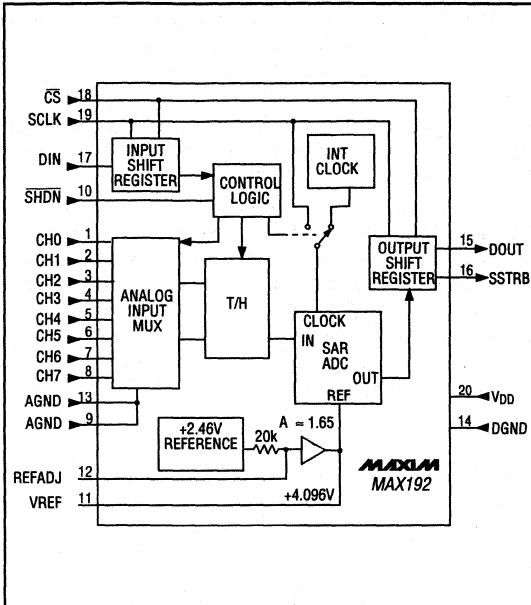 C̅S̅ 18
SCLK 19
DIN 17
S̅H̅D̅N̅ 10
CH0 1
CH1 2
CH2 3
CH3 4
CH4 5
CH5 6
CH6 7
CH7 8
AGND 13
AGND 9
REFADJ 12
VREF 11
INPUT
SHIFT
REGISTER
CONTROL
LOGIC
INT
CLOCK
ANALOG
INPUT
MUX
T/H
CLOCK
IN
SAR
ADC
OUT
REF
OUTPUT
SHIFT
REGISTER
15 DOUT
16 SSTRB
20 VDD
14 DGND
+2.46V
REFERENCE
20k
A ≈ 1.65
+4.096V
MAXIM
MAX192